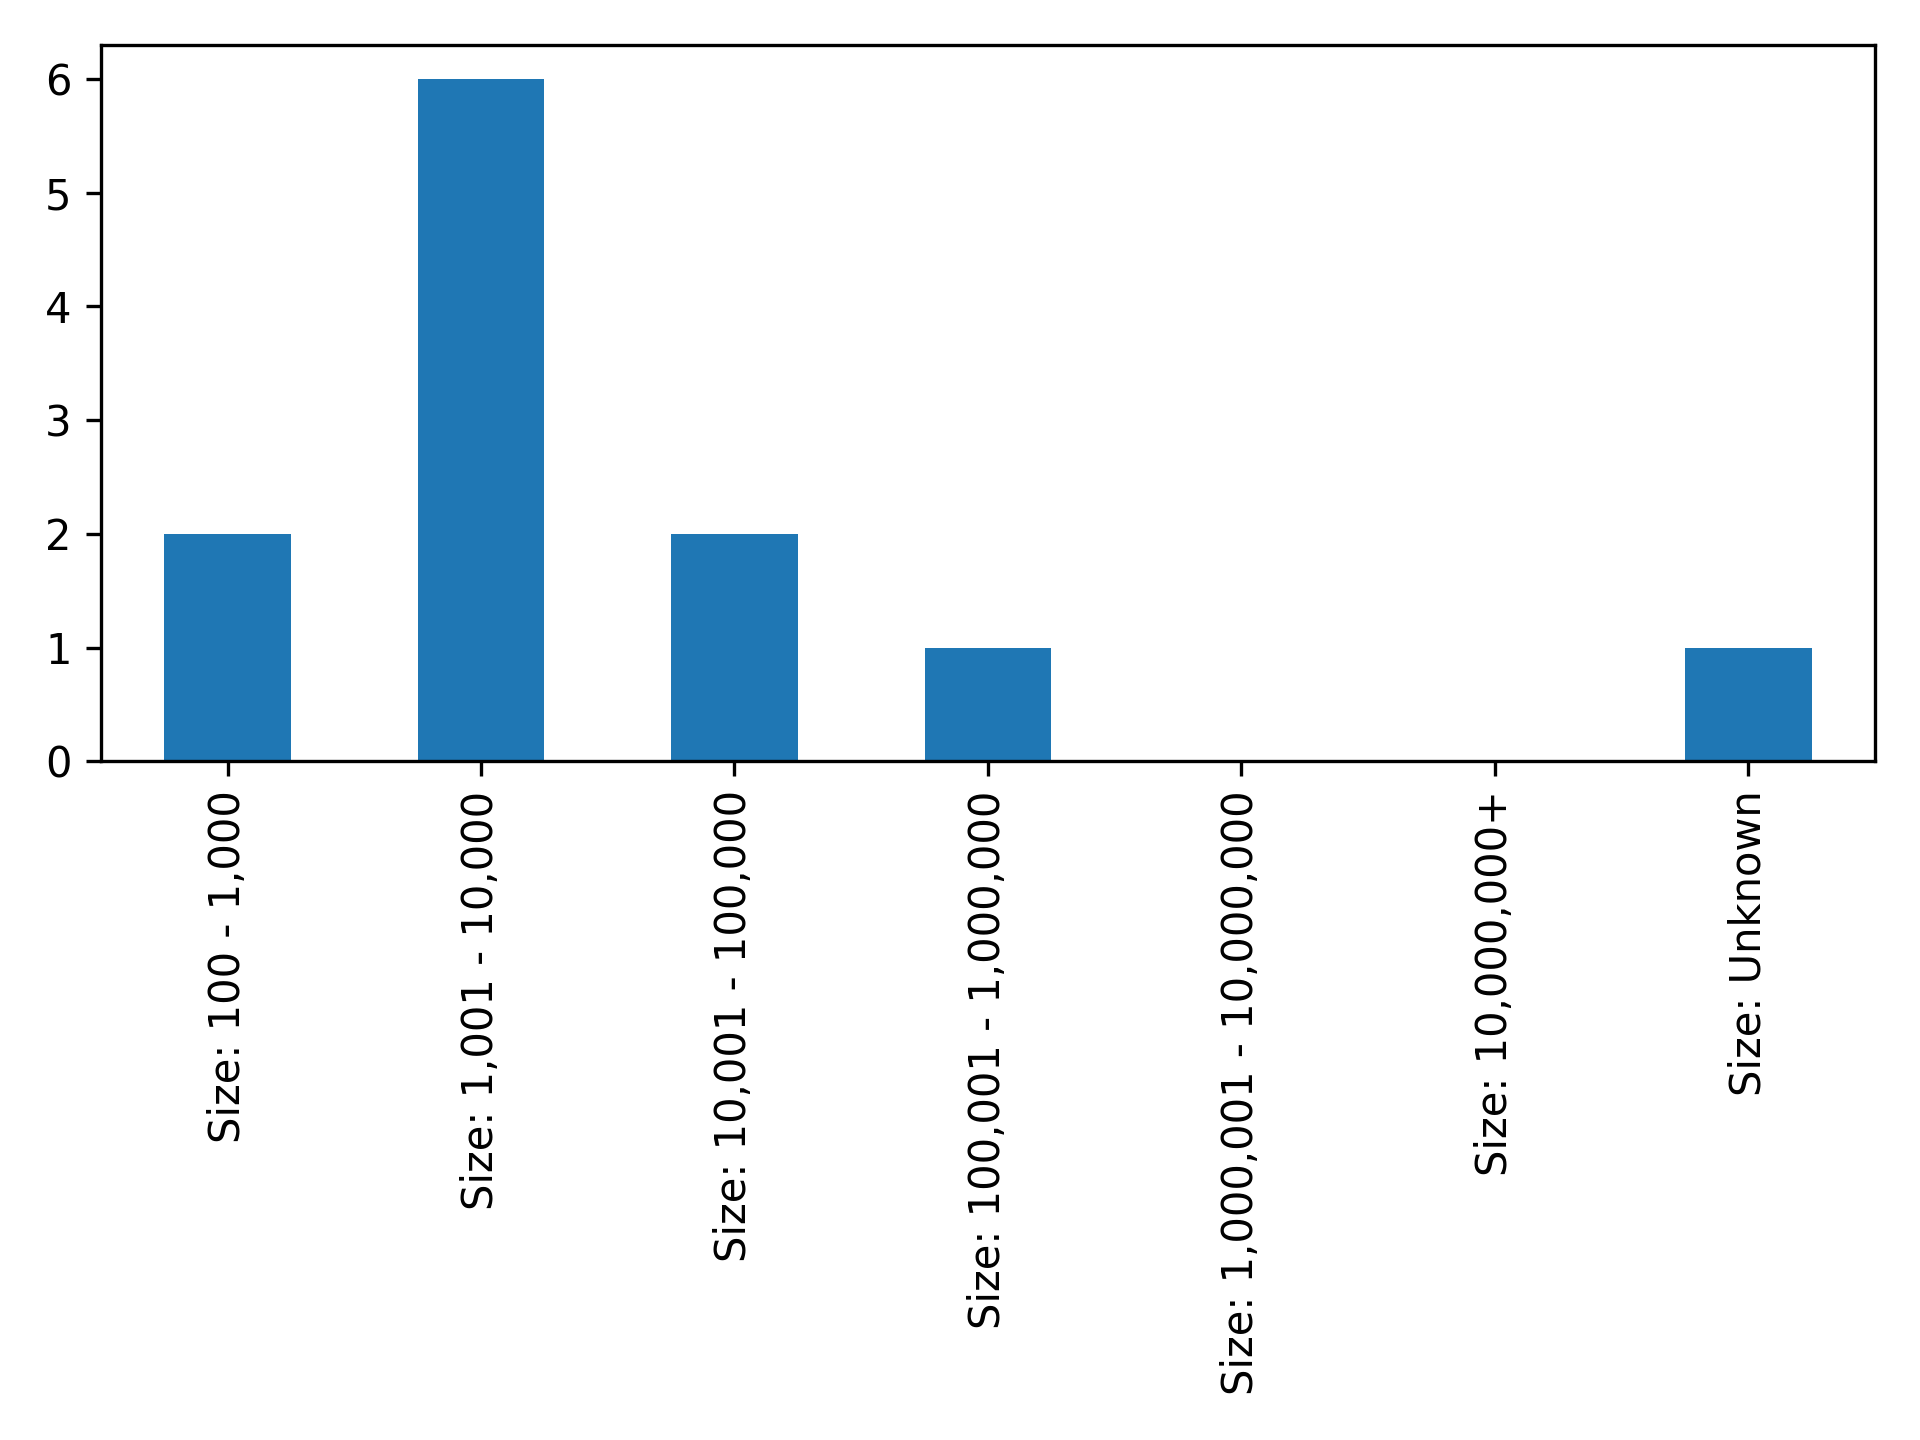 6
5
4
3
2
1
0
Size: 100 - 1,000
Size: 1,001 - 10,000
Size: 10,001 - 100,000
Size: 100,001 - 1,000,000
Size: 1,000,001 - 10,000,000
Size: 10,000,000+
Size: Unknown